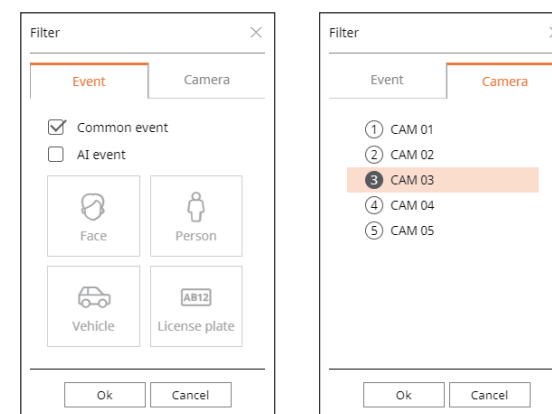 Filter
Event Camera
Common event
AI event
Face Person
AB12
Vehicle License plate
Ok Cancel
Filter
Event Camera
1 CAM 01
2 CAM 02
3 CAM 03
4 CAM 04
5 CAM 05
Ok Cancel